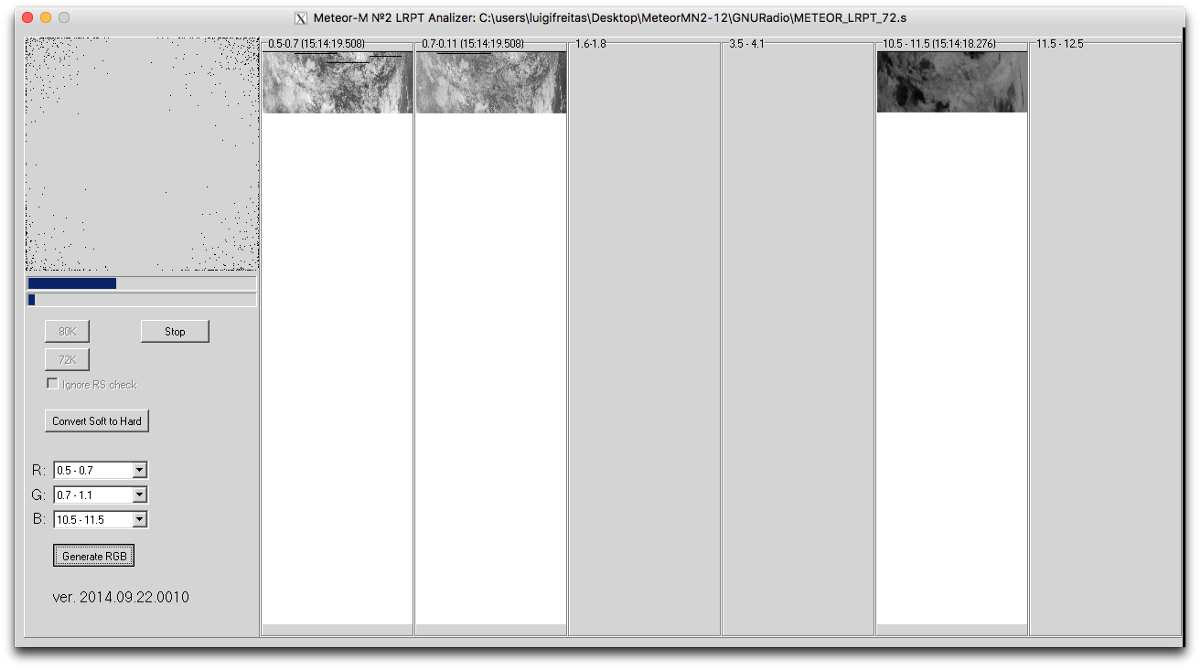 Meteor-M Nº2 LRPT Analizer: C:\users\luigifreitas\Desktop\MeteorMN2-12\GNURadio\METEOR_LRPT_72.s
0.5-0.7 (15:14:19.508)
0.7-0.11 (15:14:19.508)
1.6-1.8
3.5 - 4.1
10.5 - 11.5 (15:14:18.276)
11.5 - 12.5
80K
Stop
72K
Ignore RS check
Convert Soft to Hard
R: 0.5 - 0.7
G: 0.7 - 1.1
B: 10.5 - 11.5
Generate RGB
ver. 2014.09.22.0010